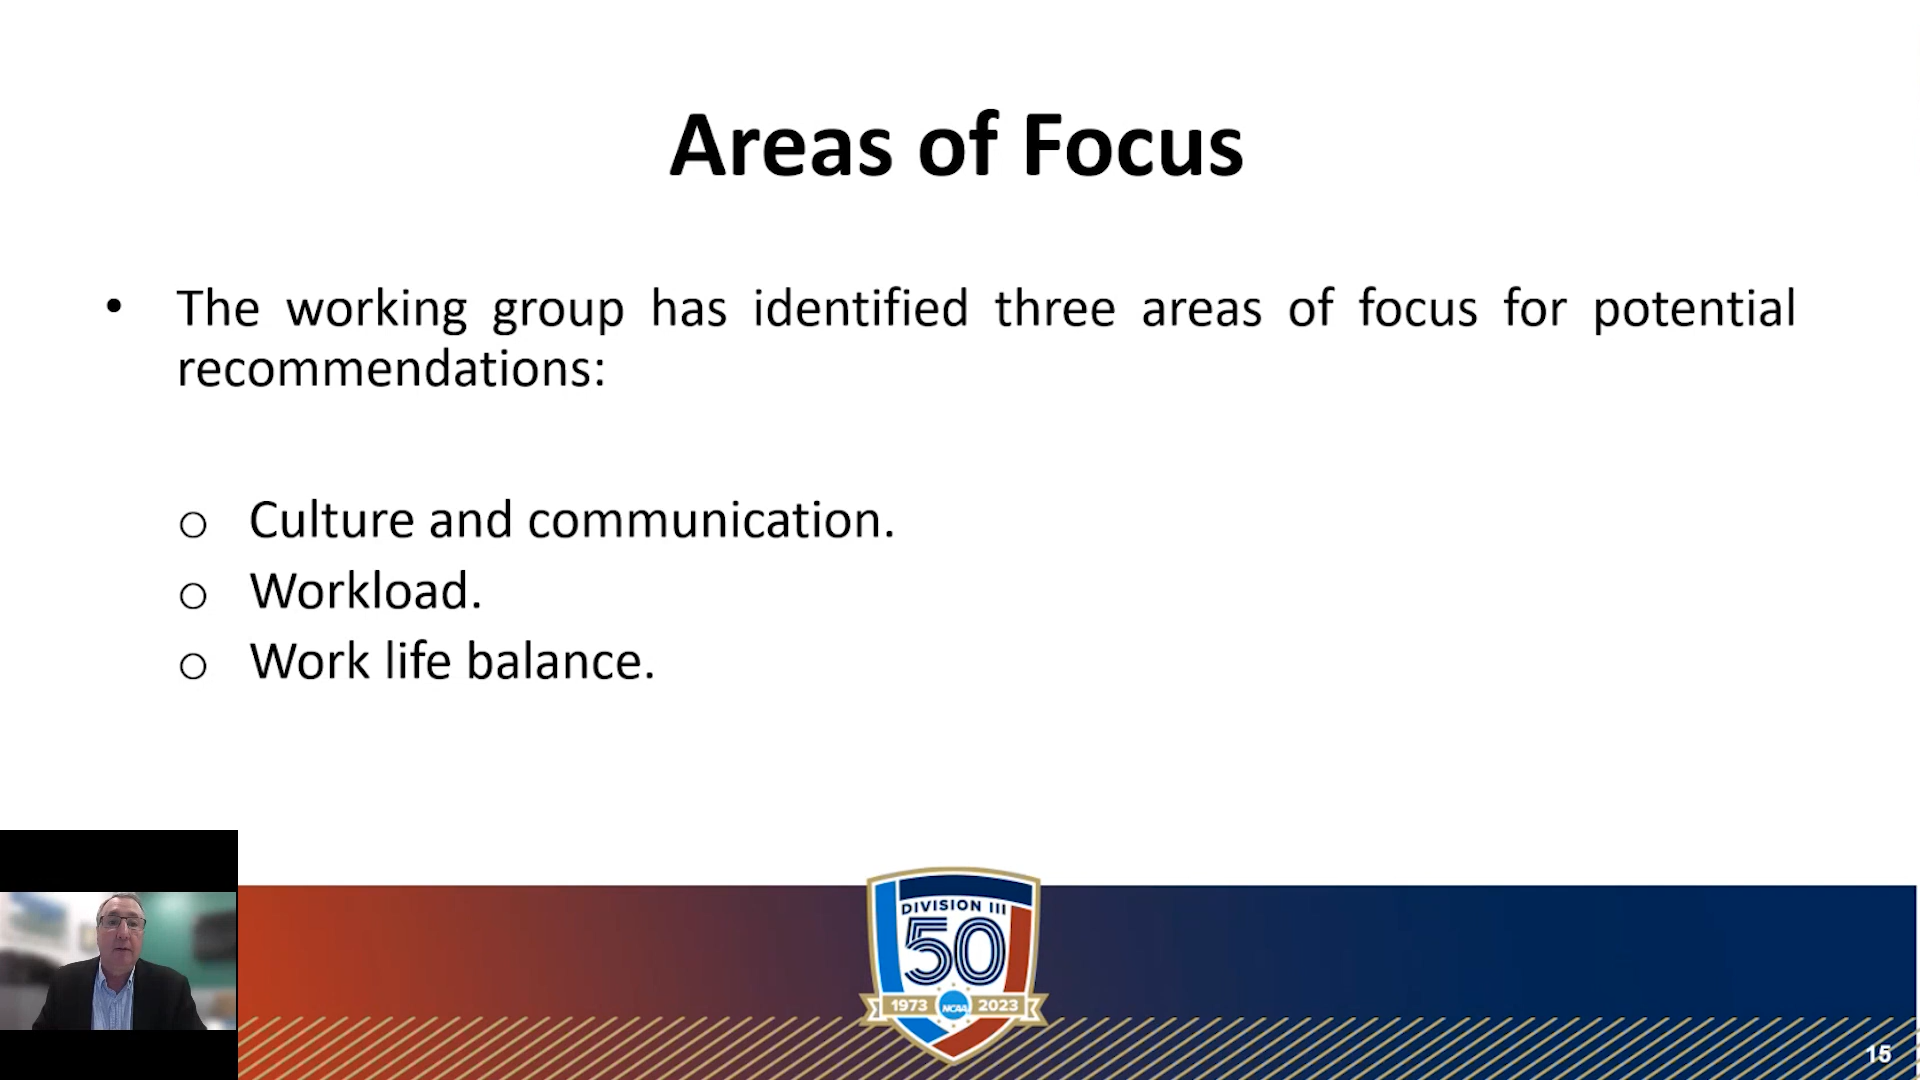 Areas of Focus
• The working group has identified three areas of focus for potential
recommendations:
o Culture and communication.
o Workload.
o Work life balance.
DIVISION III
50
1973 NCAA 2023
15